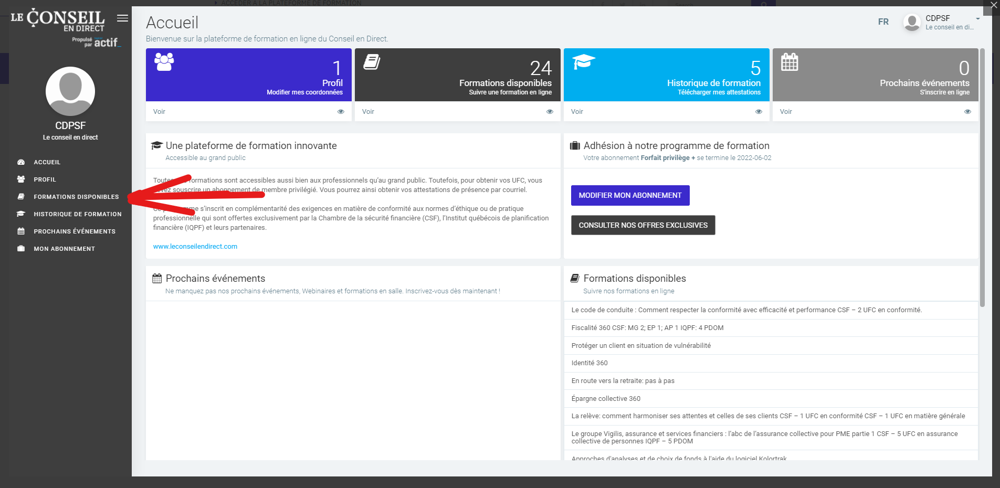 ACCEDER A LA PLATEFORME DE FORMATION
Search
LE CONSEIL
EN DIRECT
Propulsé
par actif_
CDPSF
Le conseil en direct
ACCUEIL
PROFIL
FORMATIONS DISPONIBLES
HISTORIQUE DE FORMATION
PROCHAINS ÉVÉNEMENTS
MON ABONNEMENT
Accueil
Bienvenue sur la plateforme de formation en ligne du Conseil en Direct.
FR
CDPSF
Le conseil en di...
1
Profil
Modifier mes coordonnées
Voir
24
Formations disponibles
Suivre une formation en ligne
Voir
5
Historique de formation
Télécharger mes attestations
Voir
0
Prochains événements
S'inscrire en ligne
Voir
Une plateforme de formation innovante
Accessible au grand public
Toutes formations sont accessibles aussi bien aux professionnels qu’au grand public. Toutefois, pour obtenir vos UFC, vous
devez souscrire un abonnement de membre privilégié. Vous pourrez ainsi obtenir vos attestations de présence par courriel.
Ce programme s’inscrit en complémentarité des exigences en matière de conformité aux normes d’éthique ou de pratique
professionnelle qui sont offertes exclusivement par la Chambre de la sécurité financière (CSF), l’Institut québécois de planification
financière (IQPF) et leurs partenaires.
www.leconseilendirect.com
Adhésion à notre programme de formation
Votre abonnement Forfait privilège + se termine le 2022-06-02
MODIFIER MON ABONNEMENT
CONSULTER NOS OFFRES EXCLUSIVES
Prochains événements
Ne manquez pas nos prochains événements, Webinaires et formations en salle. Inscrivez-vous dès maintenant !
Formations disponibles
Suivre nos formations en ligne
Le code de conduite : Comment respecter la conformité avec efficacité et performance CSF – 2 UFC en conformité.
Fiscalité 360 CSF: MG 2; EP 1; AP 1 IQPF: 4 PDOM
Protéger un client en situation de vulnérabilité
Identité 360
En route vers la retraite: pas à pas
Épargne collective 360
La relève: comment harmoniser ses attentes et celles de ses clients CSF – 1 UFC en conformité CSF – 1 UFC en matière générale
Le groupe Vigilis, assurance et services financiers : l’abc de l’assurance collective pour PME partie 1 CSF – 5 UFC en assurance
collective de personnes IQPF – 5 PDOM
Approches d'analyses et de choix de fonds à l'aide du logiciel Kolortrak